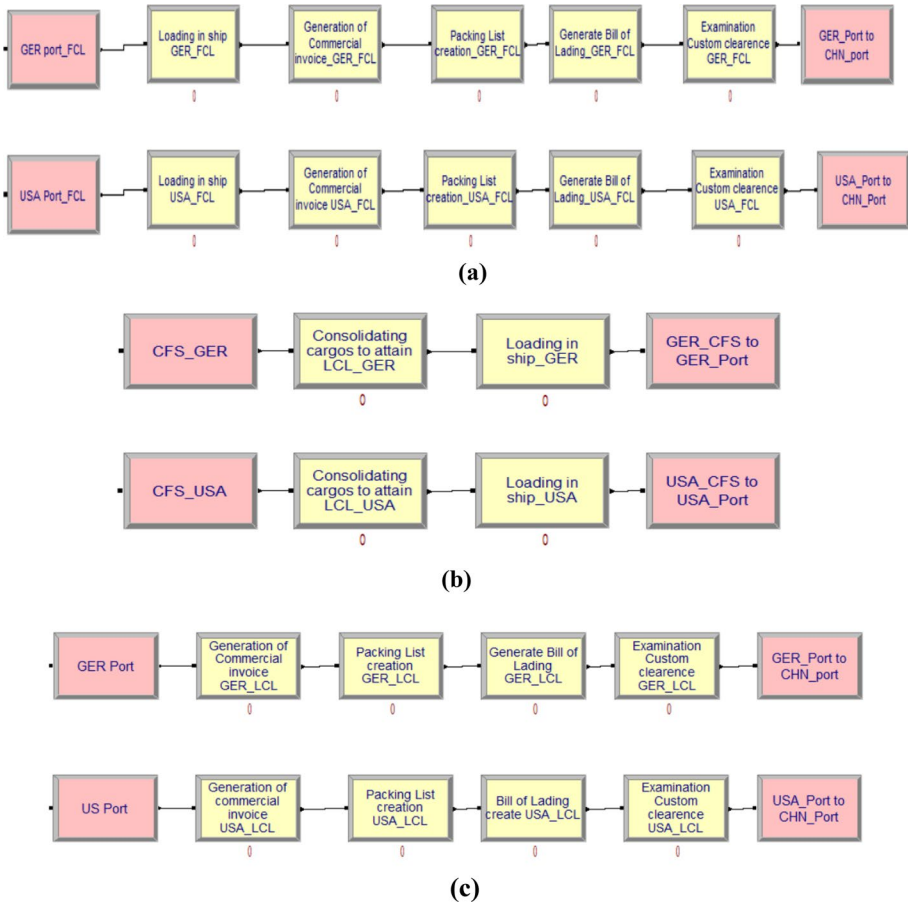 GER port_FCL
Loading in ship
GER_FCL
Generation of
Commercial
invoice_GER_FCL
Packing List
creation_GER_FCL
Generate Bill of
Lading_GER_FCL
Examination
Custom clearence
GER_FCL
GER_Port to
CHN_port
0
0
0
0
0
USA Port_FCL
Loading in ship
USA_FCL
Generation of
Commercial
invoice USA_FCL
Packing List
creation_USA_FCL
Generate Bill of
Lading_USA_FCL
Examination
Custom clearence
USA_FCL
USA_Port to
CHN_Port
0
0
0
0
0
(a)
CFS_GER
Consolidating
cargos to attain
LCL_GER
Loading in
ship_GER
GER_CFS to
GER_Port
0
0
CFS_USA
Consolidating
cargos to attain
LCL_USA
Loading in
ship_USA
USA_CFS to
USA_Port
0
0
(b)
GER Port
Generation of
Commercial
invoice
GER_LCL
Packing List
creation
GER_LCL
Generate Bill of
Lading
GER_LCL
Examination
Custom
clearence
GER_LCL
GER_Port to
CHN_port
0
0
0
0
US Port
Generation of
commercial
invoice
USA_LCL
Packing List
creation
USA_LCL
Bill of Lading
create USA_LCL
Examination
Custom
clearence
USA_LCL
USA_Port to
CHN_Port
0
0
0
0
(c)